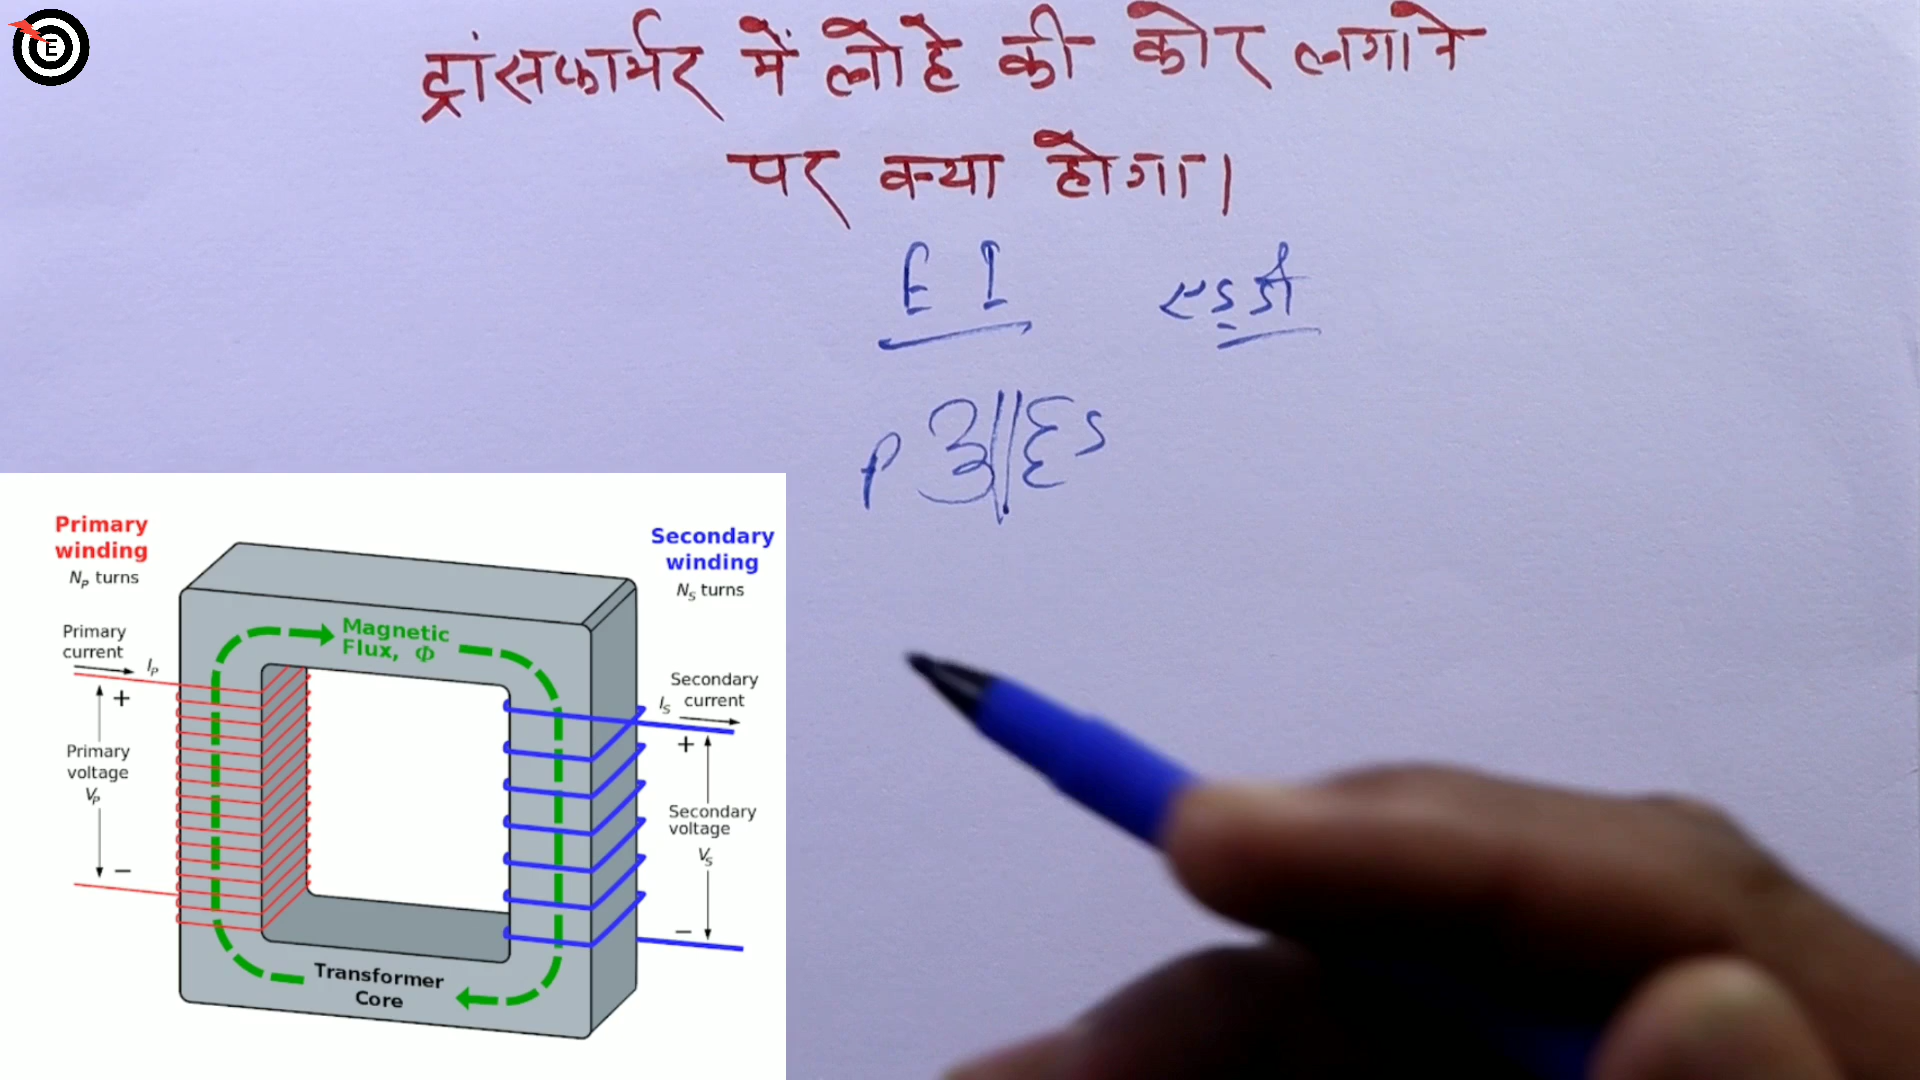 E
ट्रांसफार्मर में लोहे की कोर लगाने
पर क्या होगा।
E I एड्डी
P S
Primary
winding
Np turns
Primary
current
Ip
+
Primary
voltage
Vp
−
Magnetic
Flux, Φ
Transformer
Core
Secondary
winding
Ns turns
Secondary
current
Is
+
Secondary
voltage
Vs
−